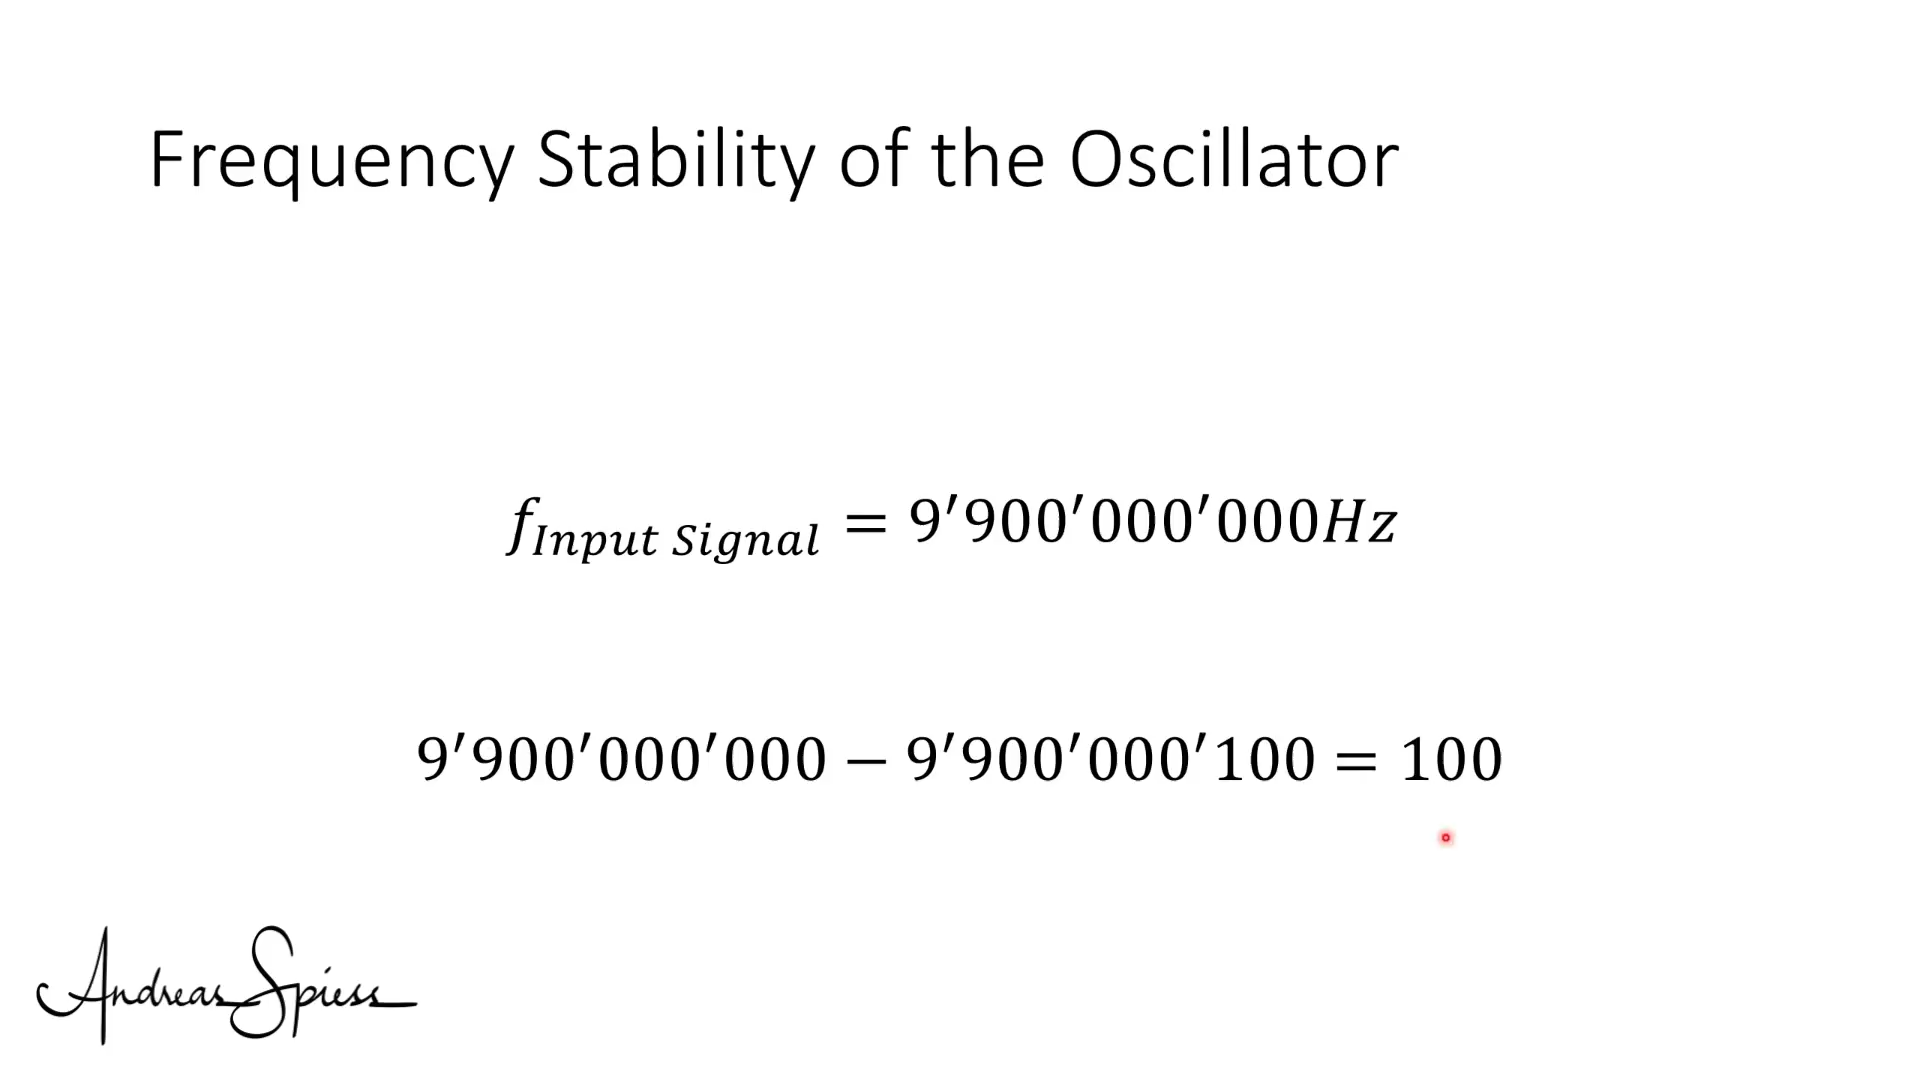 Frequency Stability of the Oscillator
f Input Signal = 9′900′000′000Hz
9′900′000′000 − 9′900′000′100 = 100
Andreas Spiess